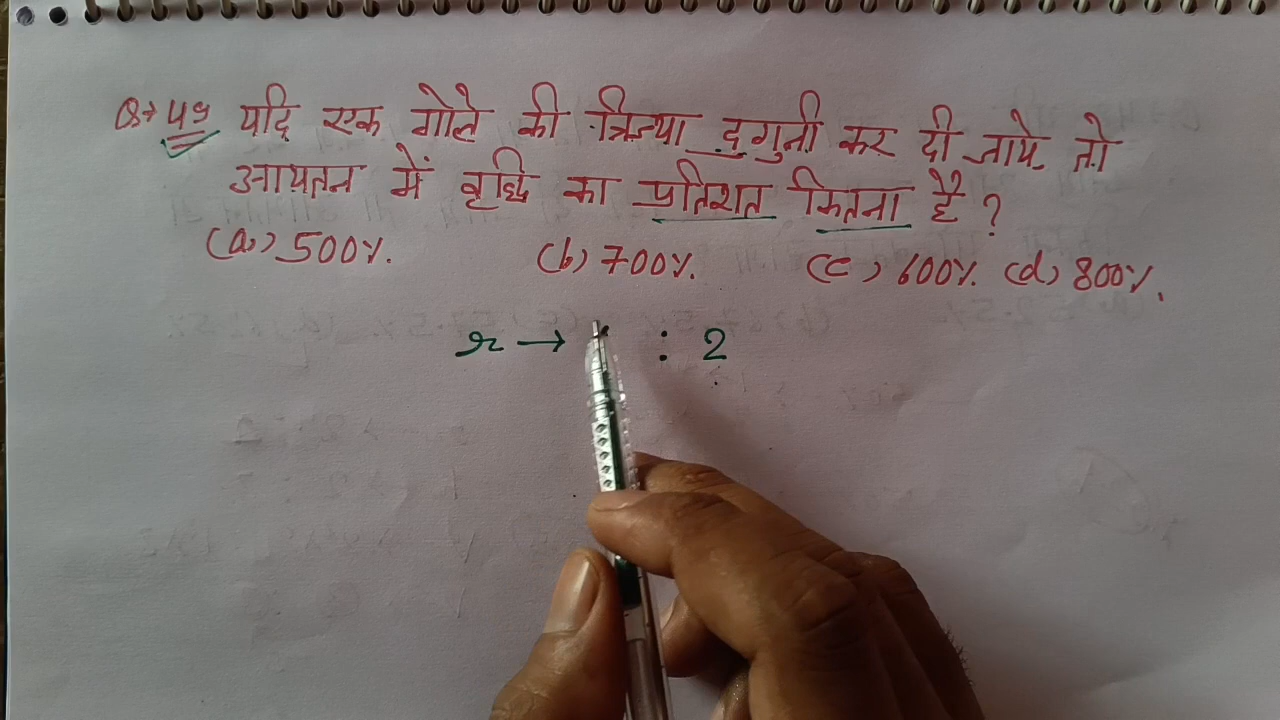 Q→ 49 यदि एक गोले की त्रिज्या दुगुनी कर दी जाये तो
आयतन में वृद्धि का प्रतिशत कितना है ?
(a) 500%. (b) 700%. (c) 600%. (d) 800%.
r → : 2